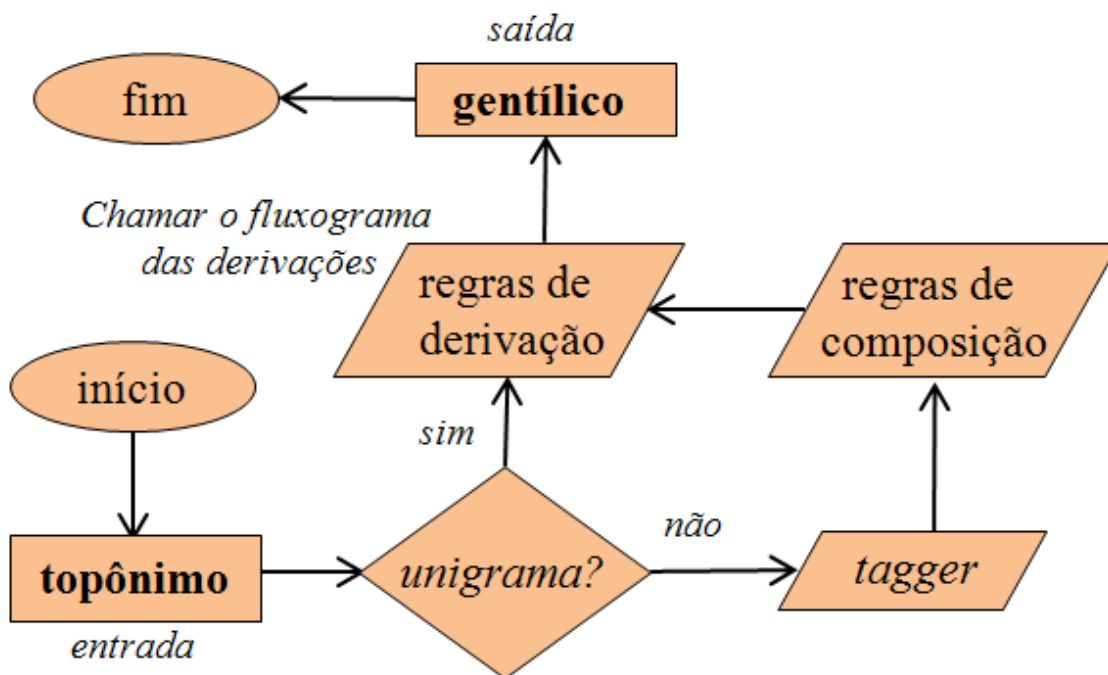 saída
fim
gentílico
Chamar o fluxograma
das derivações
regras de
derivação
regras de
composição
início
sim
não
topônimo
unigrama?
tagger
entrada